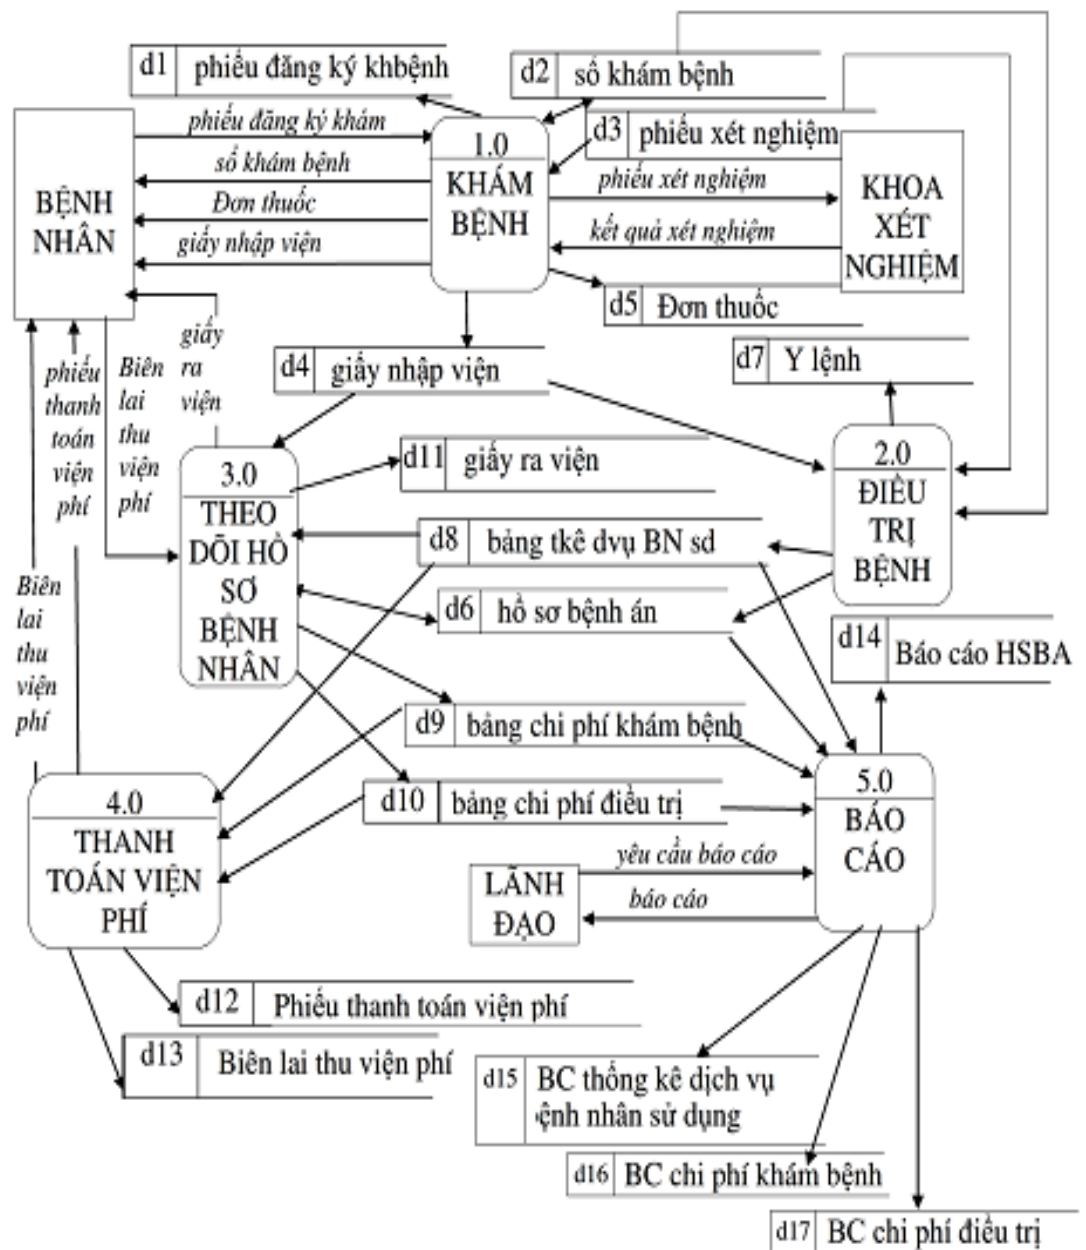 d1 phiếu đăng ký khbệnh
d2 sổ khám bệnh
phiếu đăng ký khám
d3 phiếu xét nghiệm
1.0
KHÁM
BỆNH
sổ khám bệnh
Đơn thuốc
giấy nhập viện
BỆNH
NHÂN
phiếu xét nghiệm
kết quả xét nghiệm
KHOA
XÉT
NGHIỆM
d5 Đơn thuốc
d4 giấy nhập viện
d7 Y lệnh
giấy
ra
viện
Biên
lai
thu
viện
phí
phiếu
thanh
toán
viện
phí
Biên
lai
thu
viện
phí
3.0
THEO
DÕI HỒ
SƠ
BỆNH
NHÂN
d11 giấy ra viện
2.0
ĐIỀU
TRỊ
BỆNH
d8 bảng tkê dvụ BN sd
d6 hồ sơ bệnh án
d14 Báo cáo HSBA
d9 bảng chi phí khám bệnh
d10 bảng chi phí điều trị
4.0
THANH
TOÁN VIỆN
PHÍ
5.0
BÁO
CÁO
yêu cầu báo cáo
báo cáo
LÃNH
ĐẠO
d12 Phiếu thanh toán viện phí
d13 Biên lai thu viện phí
d15 BC thống kê dịch vụ
ệnh nhân sử dụng
d16 BC chi phí khám bệnh
d17 BC chi phí điều trị